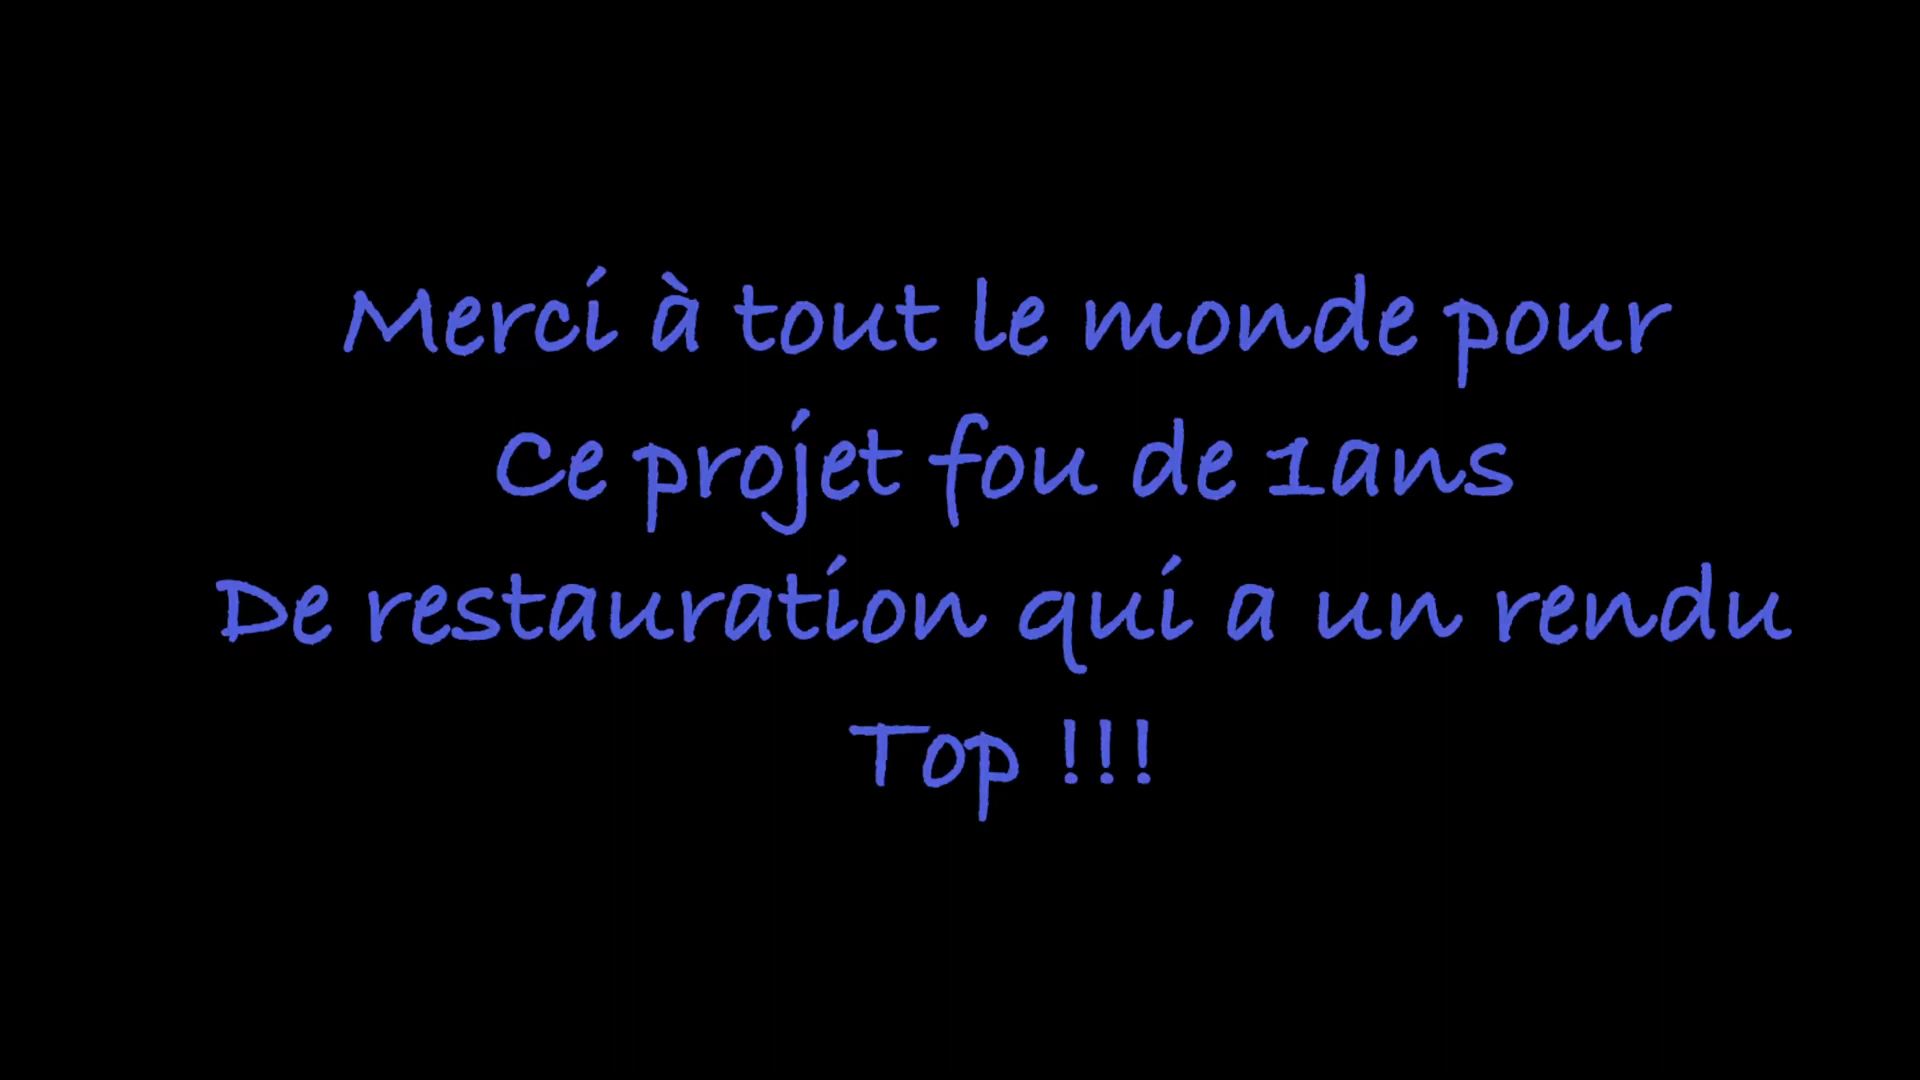 Merci à tout le monde pour
Ce projet fou de 1ans
De restauration qui a un rendu
Top !!!